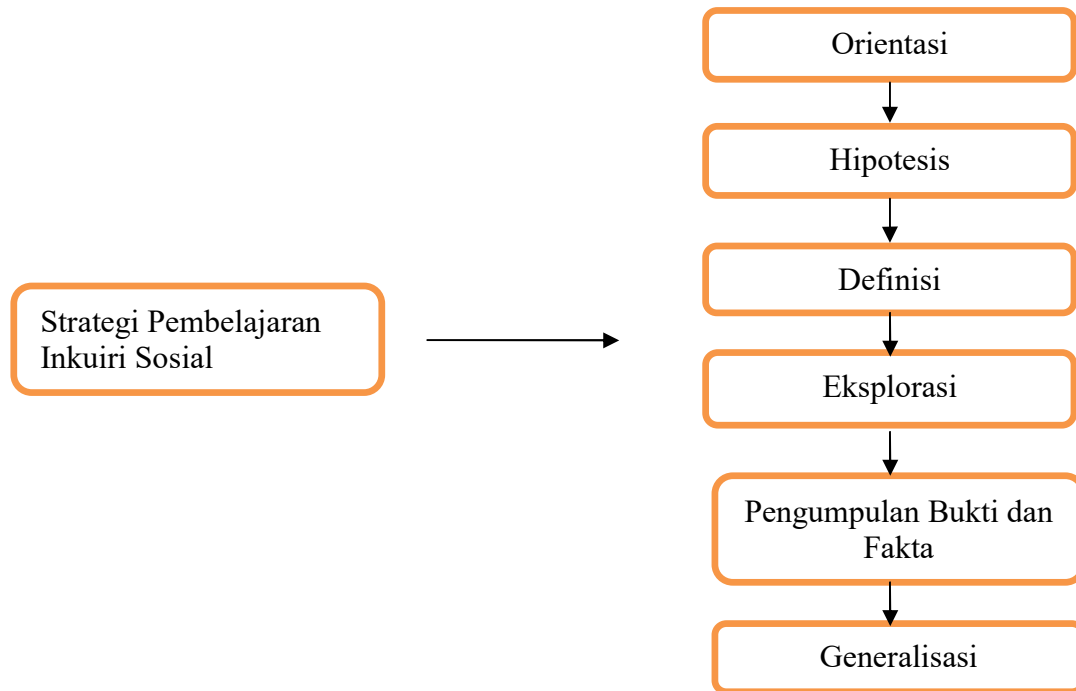 Orientasi
Hipotesis
Definisi
Strategi Pembelajaran
Inkuiri Sosial
Eksplorasi
Pengumpulan Bukti dan
Fakta
Generalisasi